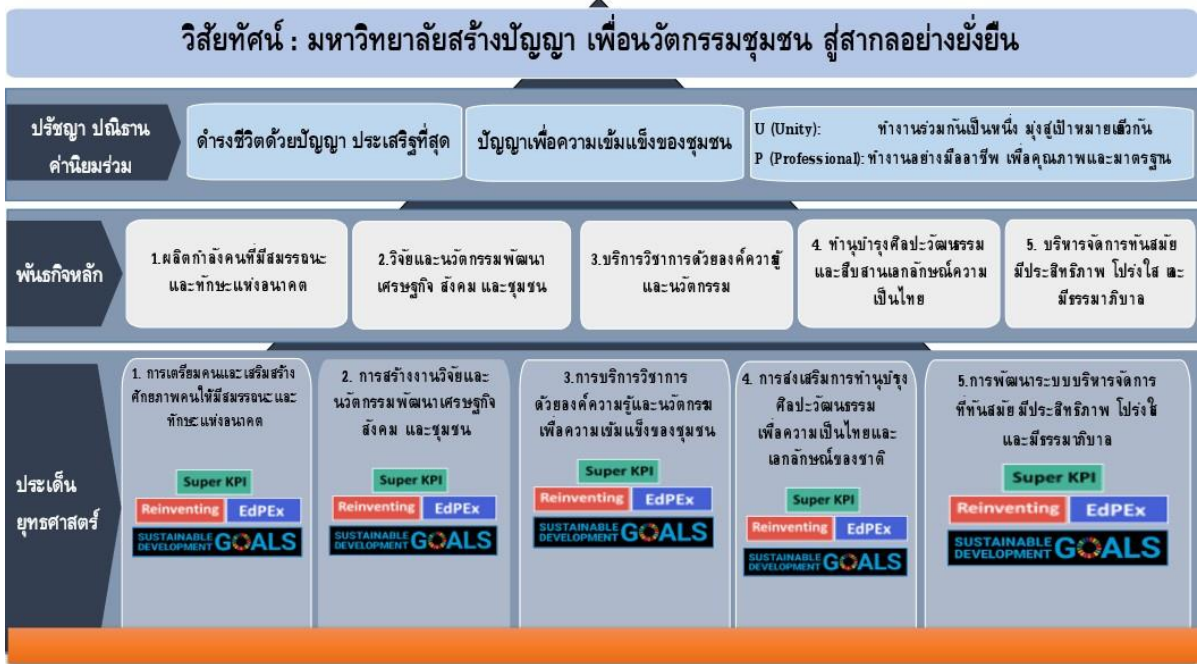 วิสัยทัศน์ : มหาวิทยาลัยสร้างปัญญา เพื่อนวัตกรรมชุมชน สู่สากลอย่างยั่งยืน
ปรัชญา ปณิธาน
ค่านิยมร่วม
ดำรงชีวิตด้วยปัญญา ประเสริฐที่สุด
ปัญญาเพื่อความเข้มแข็งของชุมชน
U (Unity): ทำงานร่วมกันเป็นหนึ่ง มุ่งสู่เป้าหมายเดียวกัน
P (Professional): ทำงานอย่างมืออาชีพ เพื่อคุณภาพและมาตรฐาน
พันธกิจหลัก
1.ผลิตกำลังคนที่มีสมรรถนะ
และทักษะแห่งอนาคต
2.วิจัยและนวัตกรรมพัฒนา
เศรษฐกิจ สังคม และชุมชน
3.บริการวิชาการด้วยองค์ความรู้
และนวัตกรรม
4. ทำนุบำรุงศิลปะวัฒนธรรม
และสืบสานเอกลักษณ์ความ
เป็นไทย
5. บริหารจัดการทันสมัย
มีประสิทธิภาพ โปร่งใส และ
มีธรรมาภิบาล
ประเด็น
ยุทธศาสตร์
1. การเตรียมคนและเสริมสร้าง
ศักยภาพคนให้มีสมรรถนะและ
ทักษะแห่งอนาคต
Super KPI
Reinventing EdPEx
SUSTAINABLE DEVELOPMENT GOALS
2. การสร้างงานวิจัยและ
นวัตกรรมพัฒนาเศรษฐกิจ
สังคม และชุมชน
Super KPI
Reinventing EdPEx
SUSTAINABLE DEVELOPMENT GOALS
3.การบริการวิชาการ
ด้วยองค์ความรู้และนวัตกรรม
เพื่อความเข้มแข็งของชุมชน
Super KPI
Reinventing EdPEx
SUSTAINABLE DEVELOPMENT GOALS
4. การส่งเสริมการทำนุบำรุง
ศิลปะวัฒนธรรม
เพื่อความเป็นไทยและ
เอกลักษณ์ของชาติ
Super KPI
Reinventing EdPEx
SUSTAINABLE DEVELOPMENT GOALS
5.การพัฒนาระบบบริหารจัดการ
ที่ทันสมัย มีประสิทธิภาพ โปร่งใส
และมีธรรมาภิบาล
Super KPI
Reinventing EdPEx
SUSTAINABLE DEVELOPMENT GOALS